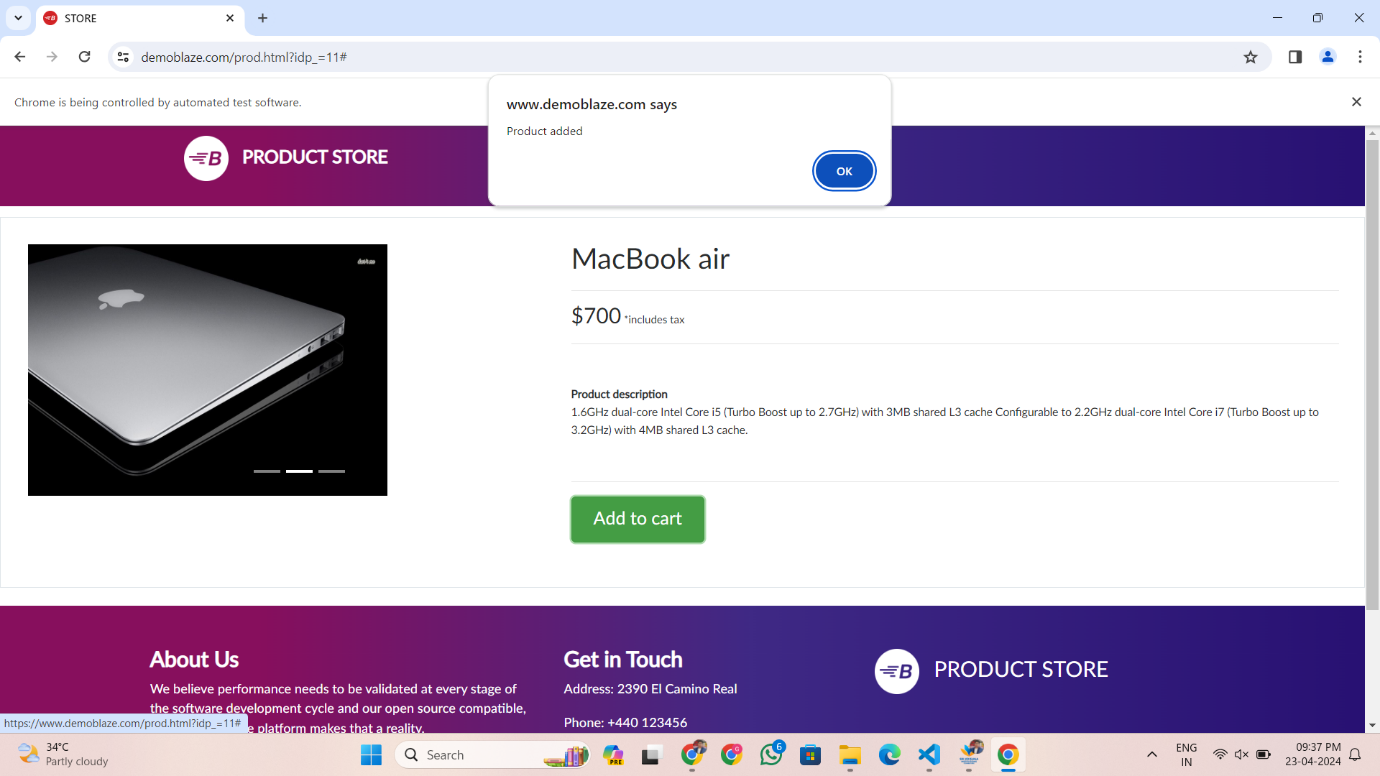 STORE
demoblaze.com/prod.html?idp_=11#
Chrome is being controlled by automated test software.
www.demoblaze.com says
Product added
OK
B PRODUCT STORE
MacBook air
$700 *includes tax
Product description
1.6GHz dual-core Intel Core i5 (Turbo Boost up to 2.7GHz) with 3MB shared L3 cache Configurable to 2.2GHz dual-core Intel Core i7 (Turbo Boost up to
3.2GHz) with 4MB shared L3 cache.
Add to cart
About Us
We believe performance needs to be validated at every stage of
the software development cycle and our open source compatible,
e platform makes that a reality.
Get in Touch
Address: 2390 El Camino Real
Phone: +440 123456
B PRODUCT STORE
https://www.demoblaze.com/prod.html?idp_=11#
34°C
Partly cloudy
Search
PRE
6
ENG
IN
09:37 PM
23-04-2024